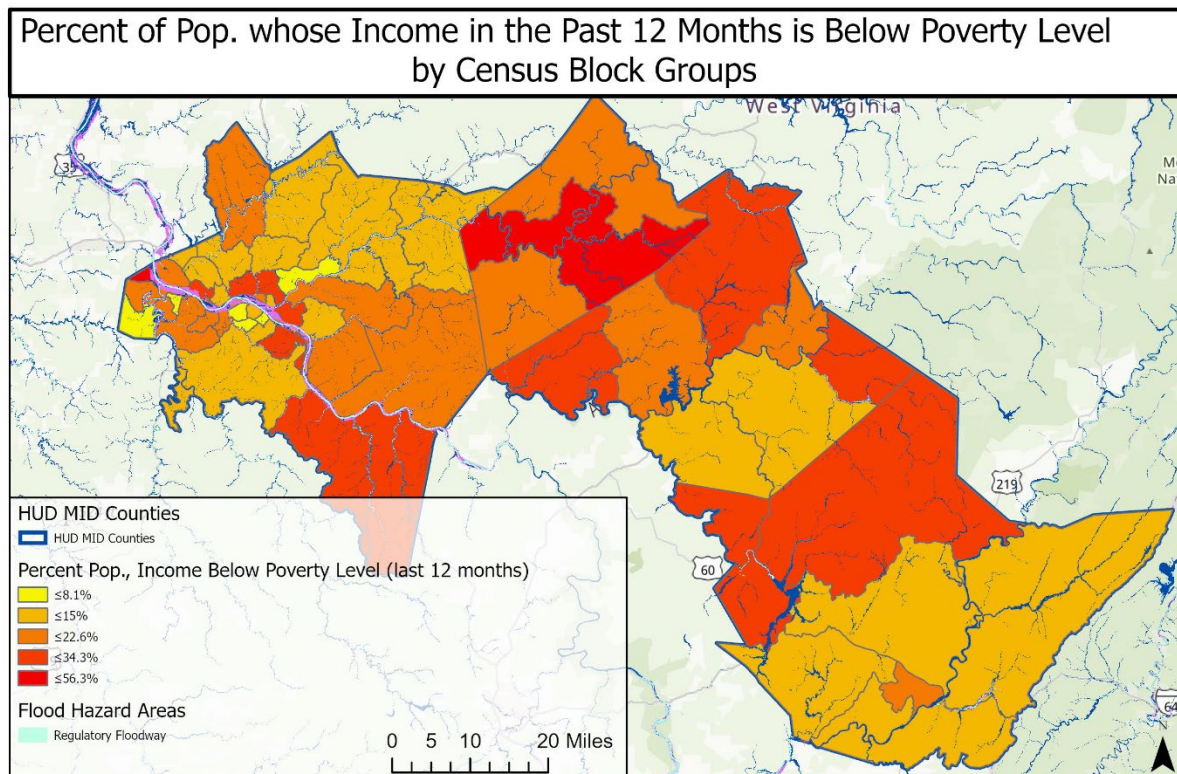 Percent of Pop. whose Income in the Past 12 Months is Below Poverty Level
by Census Block Groups
West Virginia
35
219
60
64
HUD MID Counties
HUD MID Counties
Percent Pop., Income Below Poverty Level (last 12 months)
≤8.1%
≤15%
≤22.6%
≤34.3%
≤56.3%
Flood Hazard Areas
Regulatory Floodway
0 5 10 20 Miles